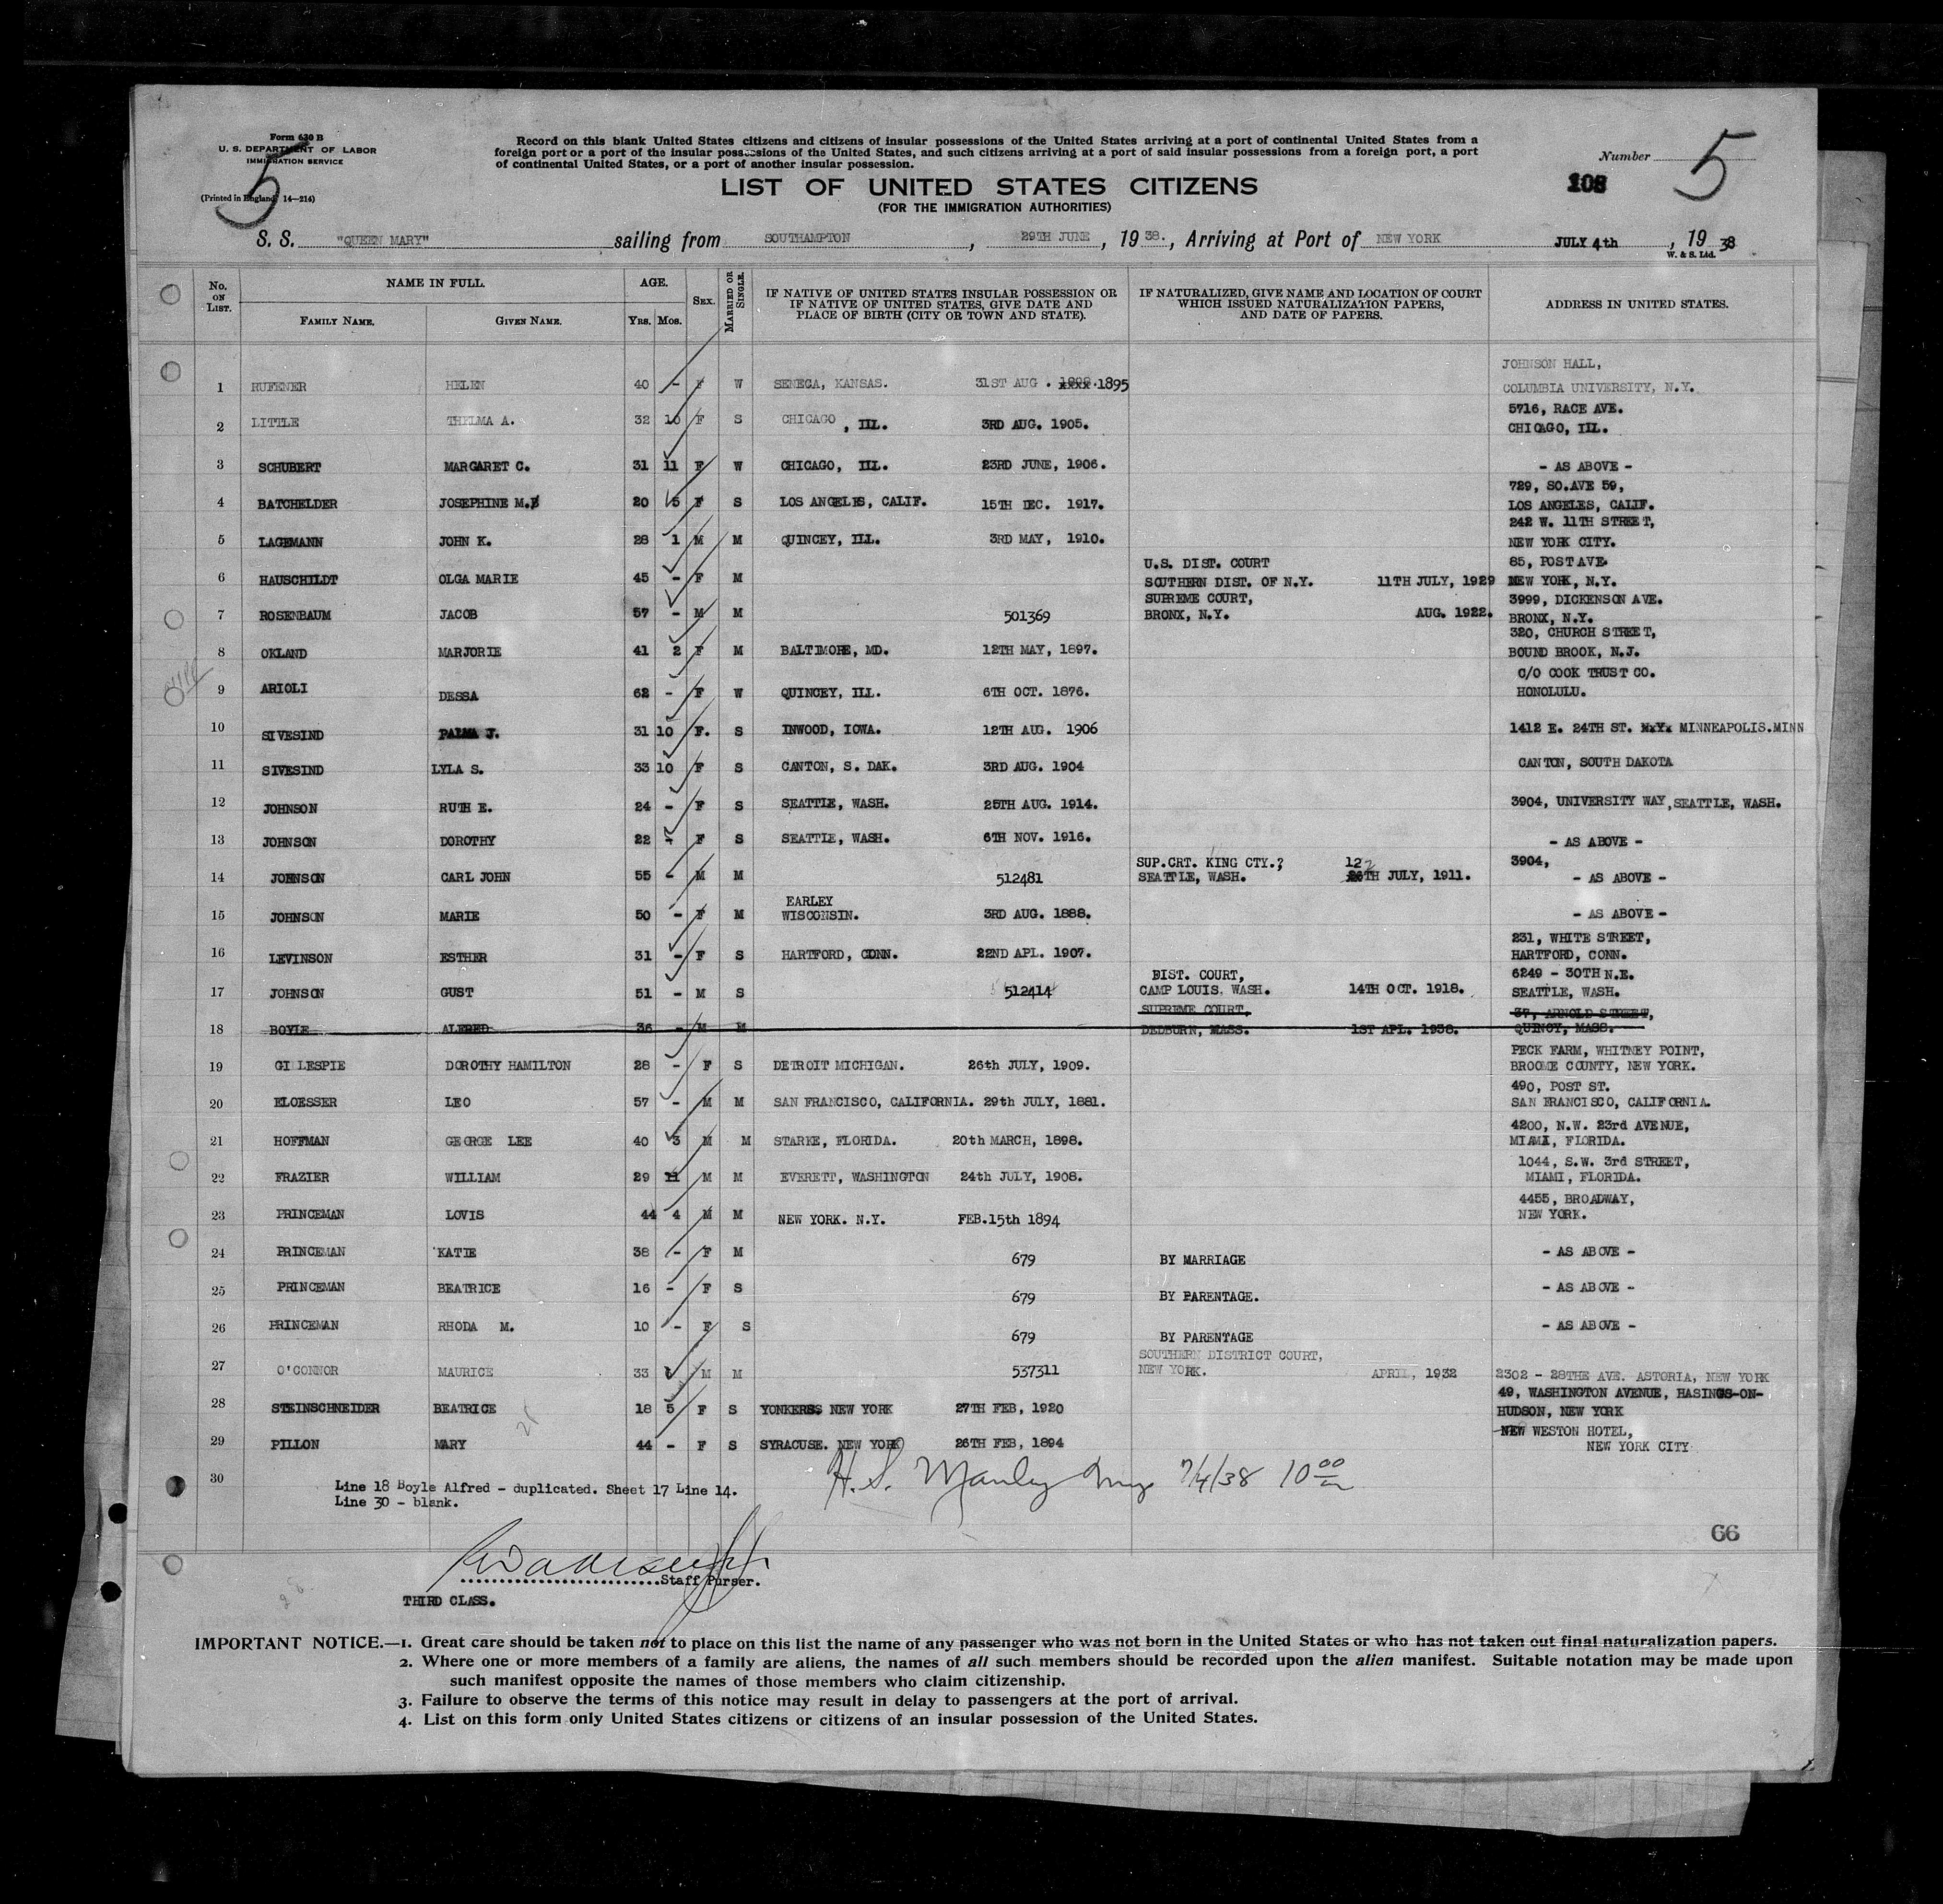 Form 630 B
U. S. DEPARTMENT OF LABOR
IMMIGRATION SERVICE
(Printed in England 14—214)
5
Record on this blank United States citizens and citizens of insular possessions of the United States arriving at a port of continental United States from a
foreign port or a port of the insular possessions of the United States, and such citizens arriving at a port of said insular possessions from a foreign port, a port
of continental United States, or a port of another insular possession.
Number 5
LIST OF UNITED STATES CITIZENS
(FOR THE IMMIGRATION AUTHORITIES)
108
S. S. "QUEEN MARY" sailing from SOUTHAMPTON, 29TH JUNE, 19 38., Arriving at Port of NEW YORK JULY 4th, 19 38
W. & S. Ltd.
No. ON LIST. NAME IN FULL. FAMILY NAME. GIVEN NAME. AGE. YRS. MOS. SEX. MARRIED OR SINGLE. IF NATIVE OF UNITED STATES INSULAR POSSESSION OR IF NATIVE OF UNITED STATES, GIVE DATE AND PLACE OF BIRTH (CITY OR TOWN AND STATE). IF NATURALIZED, GIVE NAME AND LOCATION OF COURT WHICH ISSUED NATURALIZATION PAPERS, AND DATE OF PAPERS. ADDRESS IN UNITED STATES.
1 RUFENER HELEN 40 - F W SENECA, KANSAS. 31ST AUG . 1895 JOHNSON HALL, COLUMBIA UNIVERSITY, N.Y.
2 LITTLE THELMA A. 32 10 F S CHICAGO, ILL. 3RD AUG. 1905. 5716, RACE AVE. CHICAGO, ILL.
3 SCHUBERT MARGARET C. 31 11 F W CHICAGO, ILL. 23RD JUNE, 1906. - AS ABOVE -
4 BATCHELDER JOSEPHINE M. 20 5 F S LOS ANGELES, CALIF. 15TH DEC. 1917. 729, SO.AVE 59, LOS ANGELES, CALIF.
5 LAGEMANN JOHN K. 28 1 M M QUINCEY, ILL. 3RD MAY, 1910. 242 W. 11TH STREET, NEW YORK CITY.
6 HAUSCHILDT OLGA MARIE 45 - F M U.S. DIST. COURT SOUTHERN DIST. OF N.Y. 11TH JULY, 1929 85, POST AVE. NEW YORK, N.Y.
7 ROSENBAUM JACOB 57 - M M 501369 SUPREME COURT, BRONX, N.Y. AUG. 1922. 3999, DICKENSON AVE. BRONX, N.Y.
8 OKLAND MARJORIE 41 2 F M BALTIMORE, MD. 12TH MAY, 1897. 320, CHURCH STREET, BOUND BROOK, N.J.
9 ARIOLI DESSA 62 - F W QUINCEY, ILL. 6TH OCT. 1876. C/O COOK TRUST CO. HONOLULU.
10 SIVESIND PALMA J. 31 10 F. S INWOOD, IOWA. 12TH AUG. 1906 1412 E. 24TH ST. MINNEAPOLIS.MINN
11 SIVESIND LYLA S. 33 10 F S CANTON, S. DAK. 3RD AUG. 1904 CANTON, SOUTH DAKOTA
12 JOHNSON RUTH E. 24 - F S SEATTLE, WASH. 25TH AUG. 1914. 3904, UNIVERSITY WAY, SEATTLE, WASH.
13 JOHNSON DOROTHY 22 - F S SEATTLE, WASH. 6TH NOV. 1916. - AS ABOVE -
14 JOHNSON CARL JOHN 55 - M M 512481 SUP.CRT. KING CTY.? SEATTLE, WASH. 12TH JULY, 1911. 3904, - AS ABOVE -
15 JOHNSON MARIE 50 - F M EARLEY WISCONSIN. 3RD AUG. 1888. - AS ABOVE -
16 LEVINSON ESTHER 31 - F S HARTFORD, CONN. 22ND APL. 1907. 231, WHITE STREET, HARTFORD, CONN.
17 JOHNSON GUST 51 - M S 512414 DIST. COURT, CAMP LOUIS, WASH. 14TH OCT. 1918. 6249 - 30TH N.E. SEATTLE, WASH.
18 BOYLE ALFRED 36 - M M SUPREME COURT. DEDBURN, MASS. 1ST APL. 1938. 37, ARNOLD STREET, QUINCY, MASS.
19 GILLESPIE DOROTHY HAMILTON 28 - F S DETROIT MICHIGAN. 26th JULY, 1909. PECK FARM, WHITNEY POINT, BROOME COUNTY, NEW YORK.
20 ELOESSER LEO 57 - M M SAN FRANCISCO, CALIFORNIA. 29th JULY, 1881. 490, POST ST. SAN FRANCISCO, CALIFORNIA.
21 HOFFMAN GEORGE LEE 40 3 M M STARKE, FLORIDA. 20th MARCH, 1898. 4200, N.W. 23rd AVENUE, MIAMI, FLORIDA.
22 FRAZIER WILLIAM 29 11 M M EVERETT, WASHINGTON 24th JULY, 1908. 1044, S.W. 3rd STREET, MIAMI, FLORIDA.
23 PRINCEMAN LOVIS 44 4 M M NEW YORK. N.Y. FEB.15th 1894 4455, BROADWAY, NEW YORK.
24 PRINCEMAN KATIE 38 - F M 679 BY MARRIAGE - AS ABOVE -
25 PRINCEMAN BEATRICE 16 - F S 679 BY PARENTAGE. - AS ABOVE -
26 PRINCEMAN RHODA M. 10 - F S 679 BY PARENTAGE - AS ABOVE -
27 O'CONNOR MAURICE 33 M M 537311 SOUTHERN DISTRICT COURT, NEW YORK. APRIL, 1932 2302 - 28THE AVE. ASTORIA, NEW YORK
28 STEINSCHNEIDER BEATRICE 18 5 F S YONKERSS NEW YORK 27TH FEB, 1920 49, WASHINGTON AVENUE, HASINGS-ON-HUDSON, NEW YORK
29 PILLON MARY 44 - F S SYRACUSE. NEW YORK 26TH FEB, 1894 NEW WESTON HOTEL, NEW YORK CITY
30
Line 18 Boyle Alfred - duplicated. Sheet 17 Line 14.
Line 30 - blank.
H. S. Manley 7/4/38 10 00
66
Staff Purser.
THIRD CLASS.
IMPORTANT NOTICE.—1. Great care should be taken not to place on this list the name of any passenger who was not born in the United States or who has not taken out final naturalization papers.
2. Where one or more members of a family are aliens, the names of all such members should be recorded upon the alien manifest. Suitable notation may be made upon
such manifest opposite the names of those members who claim citizenship.
3. Failure to observe the terms of this notice may result in delay to passengers at the port of arrival.
4. List on this form only United States citizens or citizens of an insular possession of the United States.